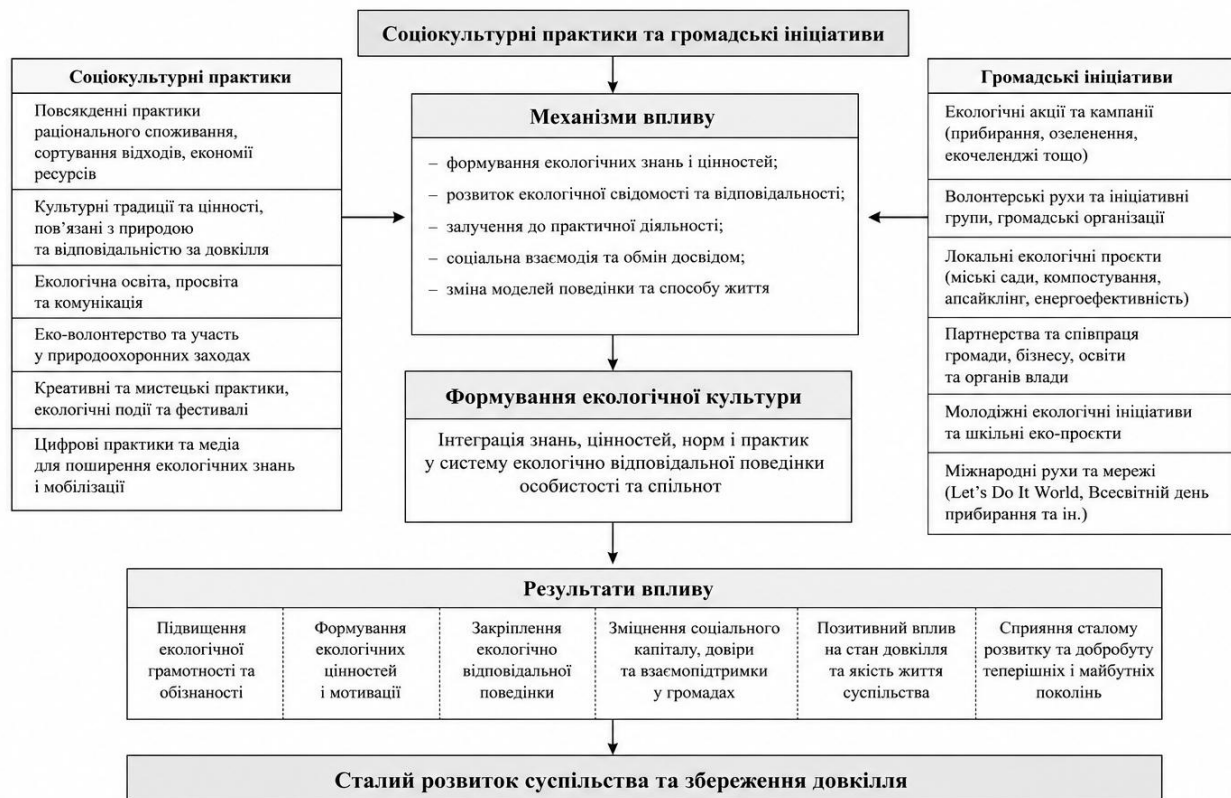 Соціокультурні практики та громадські ініціативи
Соціокультурні практики
Повсякденні практики
раціонального споживання,
сортування відходів, економії
ресурсів
Культурні традиції та цінності,
пов’язані з природою
та відповідальністю за довкілля
Екологічна освіта, просвіта
та комунікація
Еко-волонтерство та участь
у природоохоронних заходах
Креативні та мистецькі практики,
екологічні події та фестивалі
Цифрові практики та медіа
для поширення екологічних знань
і мобілізації
Механізми впливу
– формування екологічних знань і цінностей;
– розвиток екологічної свідомості та відповідальності;
– залучення до практичної діяльності;
– соціальна взаємодія та обмін досвідом;
– зміна моделей поведінки та способу життя
Формування екологічної культури
Інтеграція знань, цінностей, норм і практик
у систему екологічно відповідальної поведінки
особистості та спільнот
Громадські ініціативи
Екологічні акції та кампанії
(прибирання, озеленення,
екочеленджі тощо)
Волонтерські рухи та ініціативні
групи, громадські організації
Локальні екологічні проєкти
(міські сади, компостування,
апсайклінг, енергоефективність)
Партнерства та співпраця
громади, бізнесу, освіти
та органів влади
Молодіжні екологічні ініціативи
та шкільні еко-проєкти
Міжнародні рухи та мережі
(Let’s Do It World, Всесвітній день
прибирання та ін.)
Результати впливу
Підвищення
екологічної
грамотності та
обізнаності
Формування
екологічних
цінностей
і мотивації
Закріплення
екологічно
відповідальної
поведінки
Зміцнення соціального
капіталу, довіри
та взаємопідтримки
у громадах
Позитивний вплив
на стан довкілля
та якість життя
суспільства
Сприяння сталому
розвитку та добробуту
теперішніх і майбутніх
поколінь
Сталий розвиток суспільства та збереження довкілля